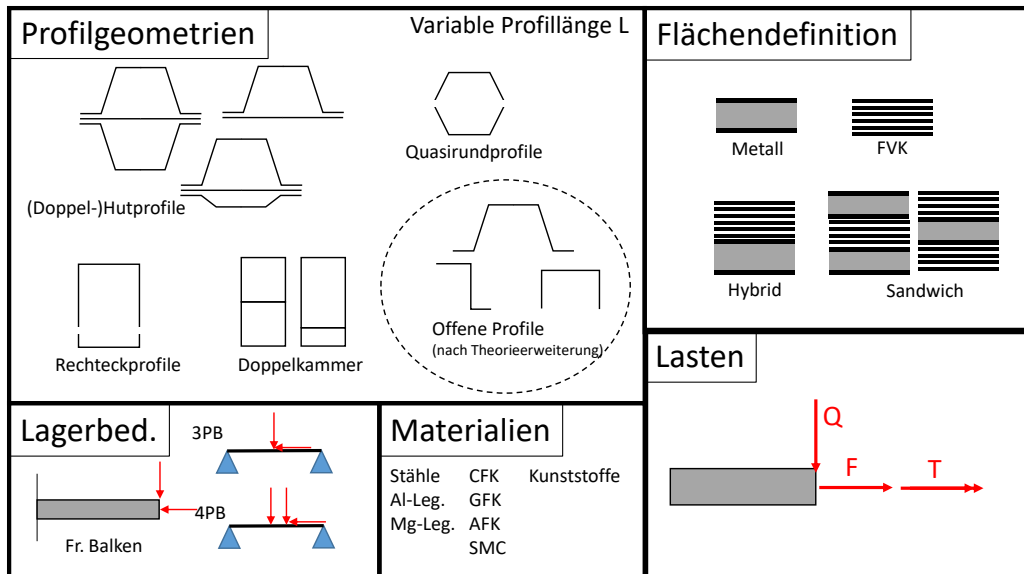 Profilgeometrien
Variable Profillänge L
(Doppel-)Hutprofile
Quasirundprofile
Rechteckprofile
Doppelkammer
Offene Profile
(nach Theorieerweiterung)
Flächendefinition
Metall
FVK
Hybrid
Sandwich
Lagerbed.
3PB
4PB
Fr. Balken
Materialien
Stähle CFK Kunststoffe
Al-Leg. GFK
Mg-Leg. AFK
SMC
Lasten
Q
F
T